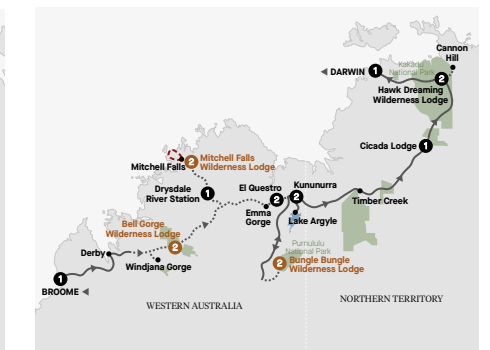 Cannon
Hill
Kakadu
National Park
◀ DARWIN 1
2
Hawk Dreaming
Wilderness Lodge
Cicada Lodge 1
2 Mitchell Falls
Wilderness Lodge
Mitchell Falls
Drysdale
River Station
1
El Questro
2
Kununurra
2
Emma
Gorge
Lake Argyle
Timber Creek
Bell Gorge
Wilderness Lodge
2
Purnululu
National Park
2 Bungle Bungle
Wilderness Lodge
Derby
Windjana Gorge
1
BROOME ◀
WESTERN AUSTRALIA
NORTHERN TERRITORY